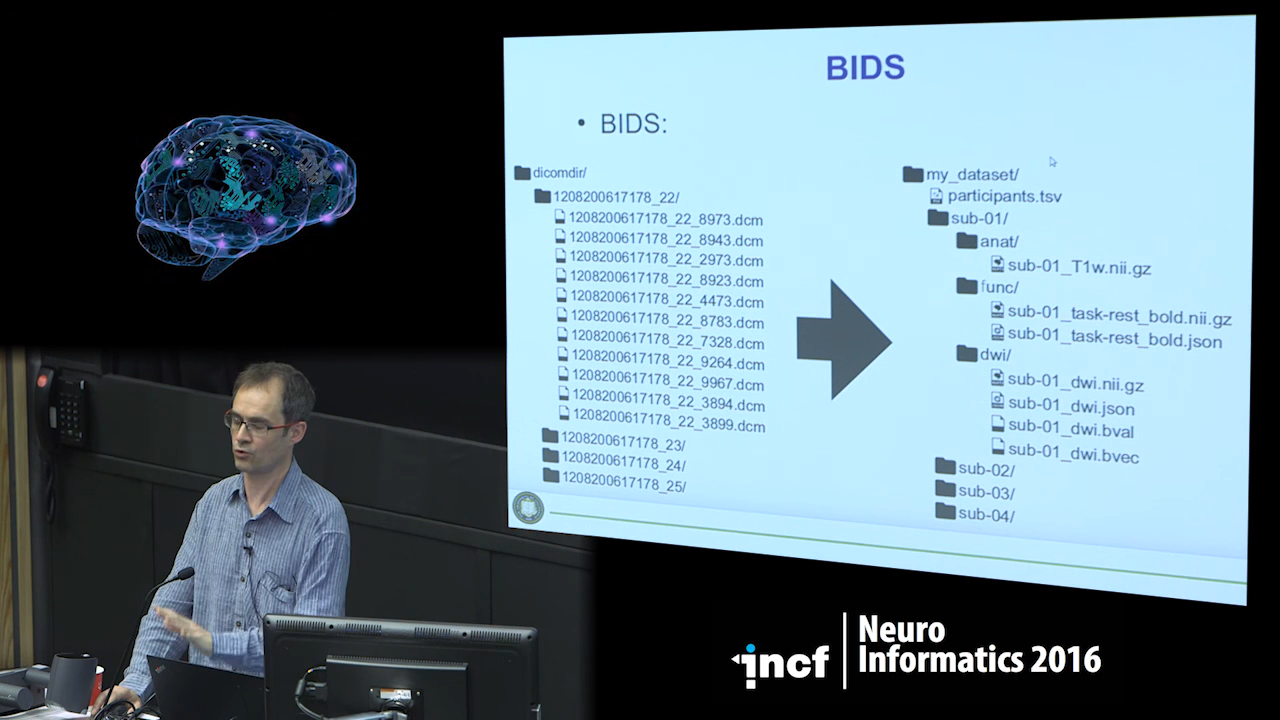 BIDS
• BIDS:
dicomdir/
1208200617178_22/
1208200617178_22_8973.dcm
1208200617178_22_8943.dcm
1208200617178_22_2973.dcm
1208200617178_22_8923.dcm
1208200617178_22_4473.dcm
1208200617178_22_8783.dcm
1208200617178_22_7328.dcm
1208200617178_22_9264.dcm
1208200617178_22_9967.dcm
1208200617178_22_3894.dcm
1208200617178_22_3899.dcm
1208200617178_23/
1208200617178_24/
1208200617178_25/
my_dataset/
participants.tsv
sub-01/
anat/
sub-01_T1w.nii.gz
func/
sub-01_task-rest_bold.nii.gz
sub-01_task-rest_bold.json
dwi/
sub-01_dwi.nii.gz
sub-01_dwi.json
sub-01_dwi.bval
sub-01_dwi.bvec
sub-02/
sub-03/
sub-04/
incf
Neuro
Informatics 2016